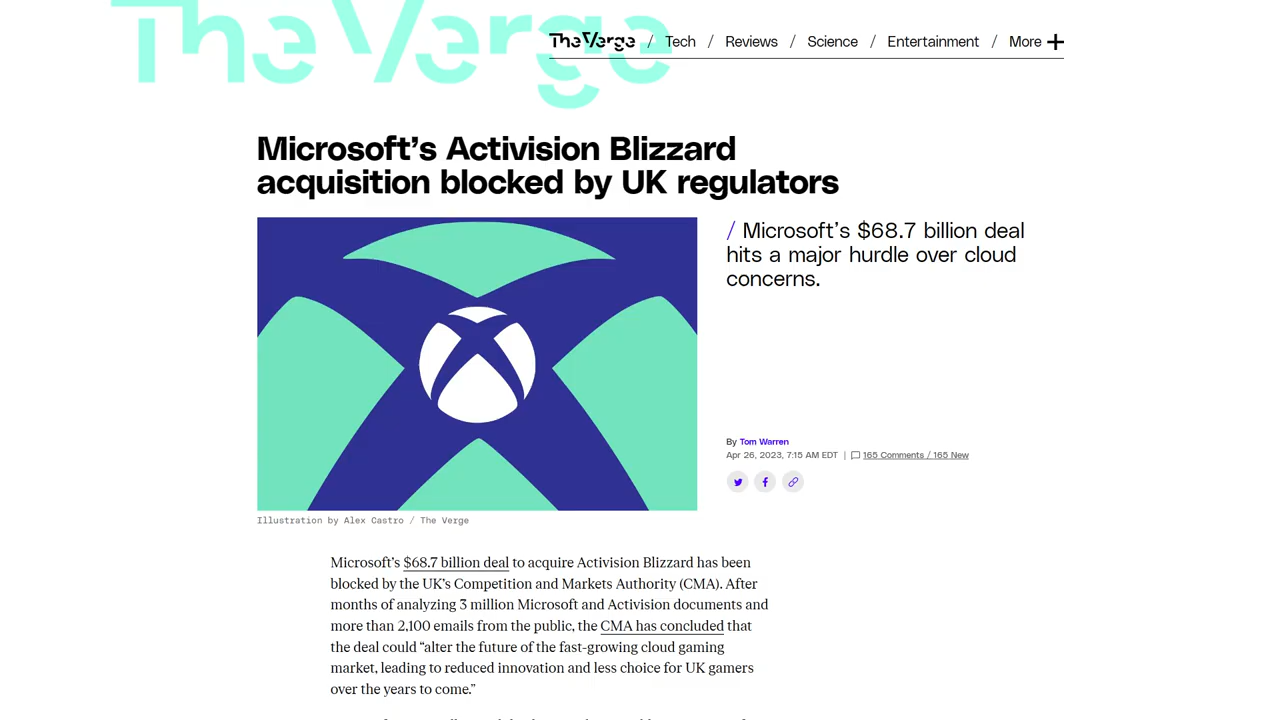 The Verge
The Verge / Tech / Reviews / Science / Entertainment / More +
Microsoft’s Activision Blizzard
acquisition blocked by UK regulators
/ Microsoft’s $68.7 billion deal
hits a major hurdle over cloud
concerns.
By Tom Warren
Apr 26, 2023, 7:15 AM EDT | 165 Comments / 165 New
Illustration by Alex Castro / The Verge
Microsoft’s $68.7 billion deal to acquire Activision Blizzard has been
blocked by the UK’s Competition and Markets Authority (CMA). After
months of analyzing 3 million Microsoft and Activision documents and
more than 2,100 emails from the public, the CMA has concluded that
the deal could “alter the future of the fast-growing cloud gaming
market, leading to reduced innovation and less choice for UK gamers
over the years to come.”